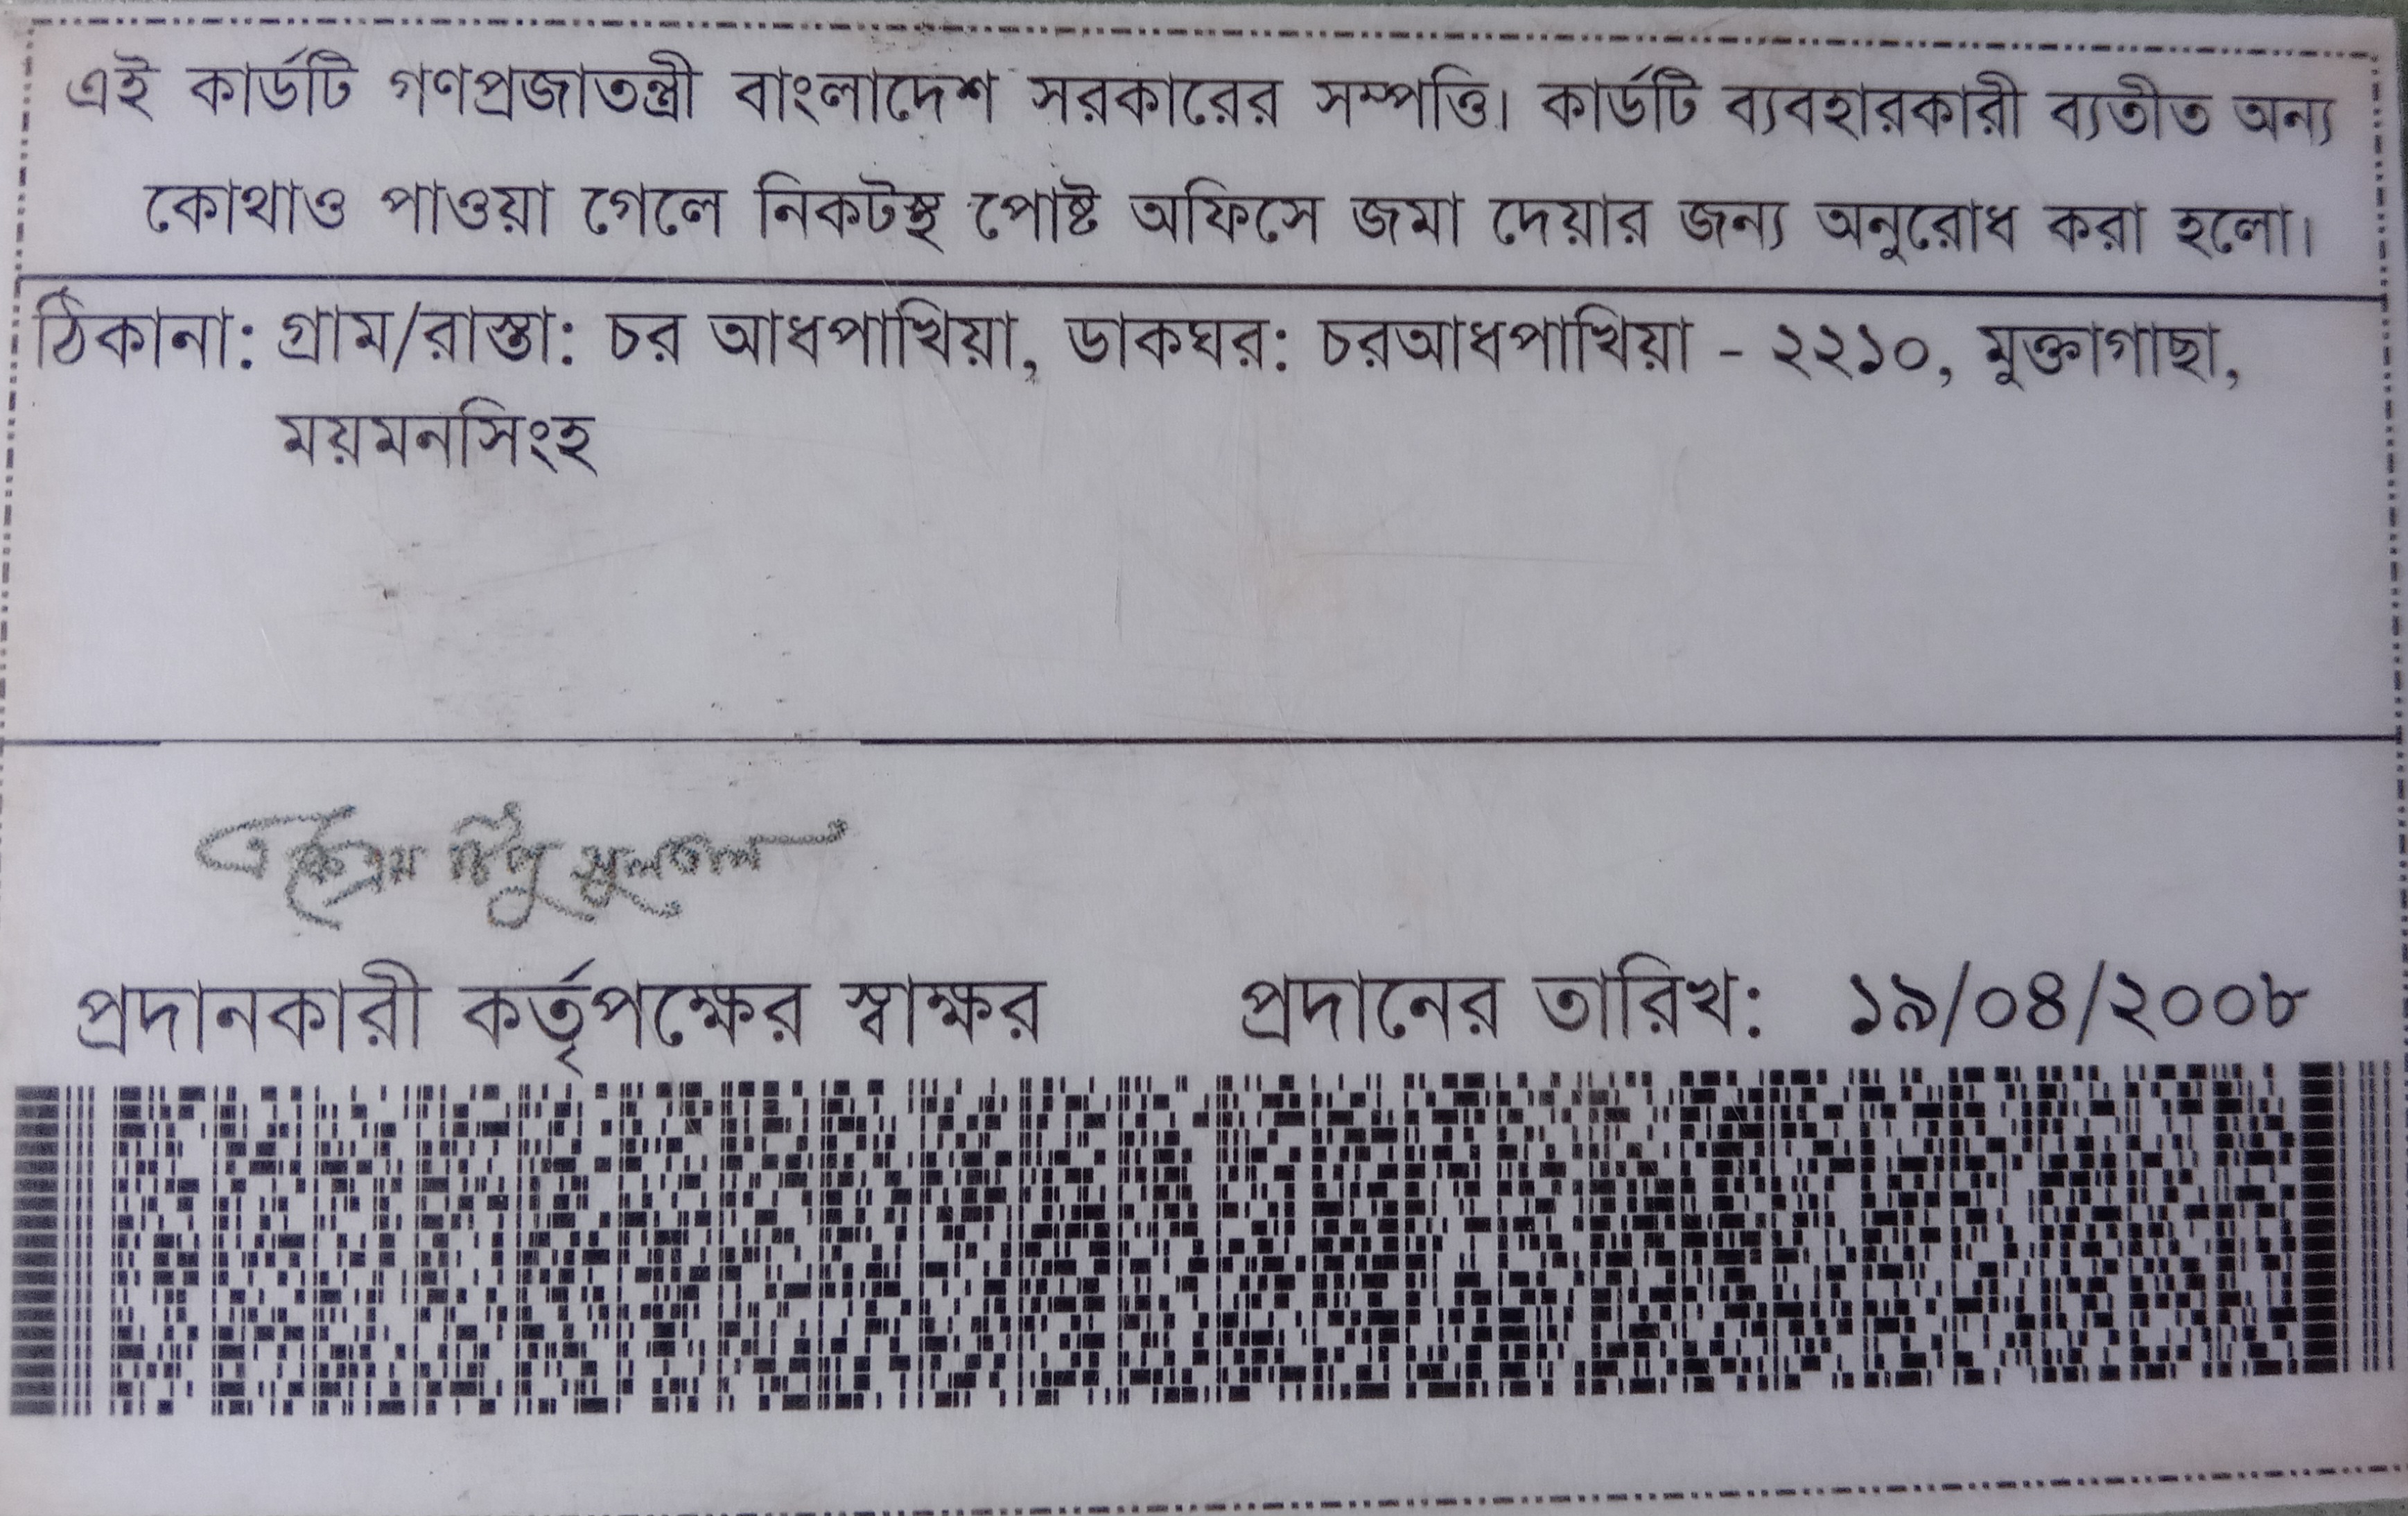 এই কার্ডটি গণপ্রজাতন্ত্রী বাংলাদেশ সরকারের সম্পত্তি। কার্ডটি ব্যবহারকারী ব্যতীত অন্য
কোথাও পাওয়া গেলে নিকটস্থ পোষ্ট অফিসে জমা দেয়ার জন্য অনুরোধ করা হলো।
ঠিকানা: গ্রাম/রাস্তা: চর আধপাখিয়া, ডাকঘর: চরআধপাখিয়া - ২২১০, মুক্তাগাছা,
ময়মনসিংহ
প্রদানকারী কর্তৃপক্ষের স্বাক্ষর প্রদানের তারিখ: ১৯/০৪/২০০৮